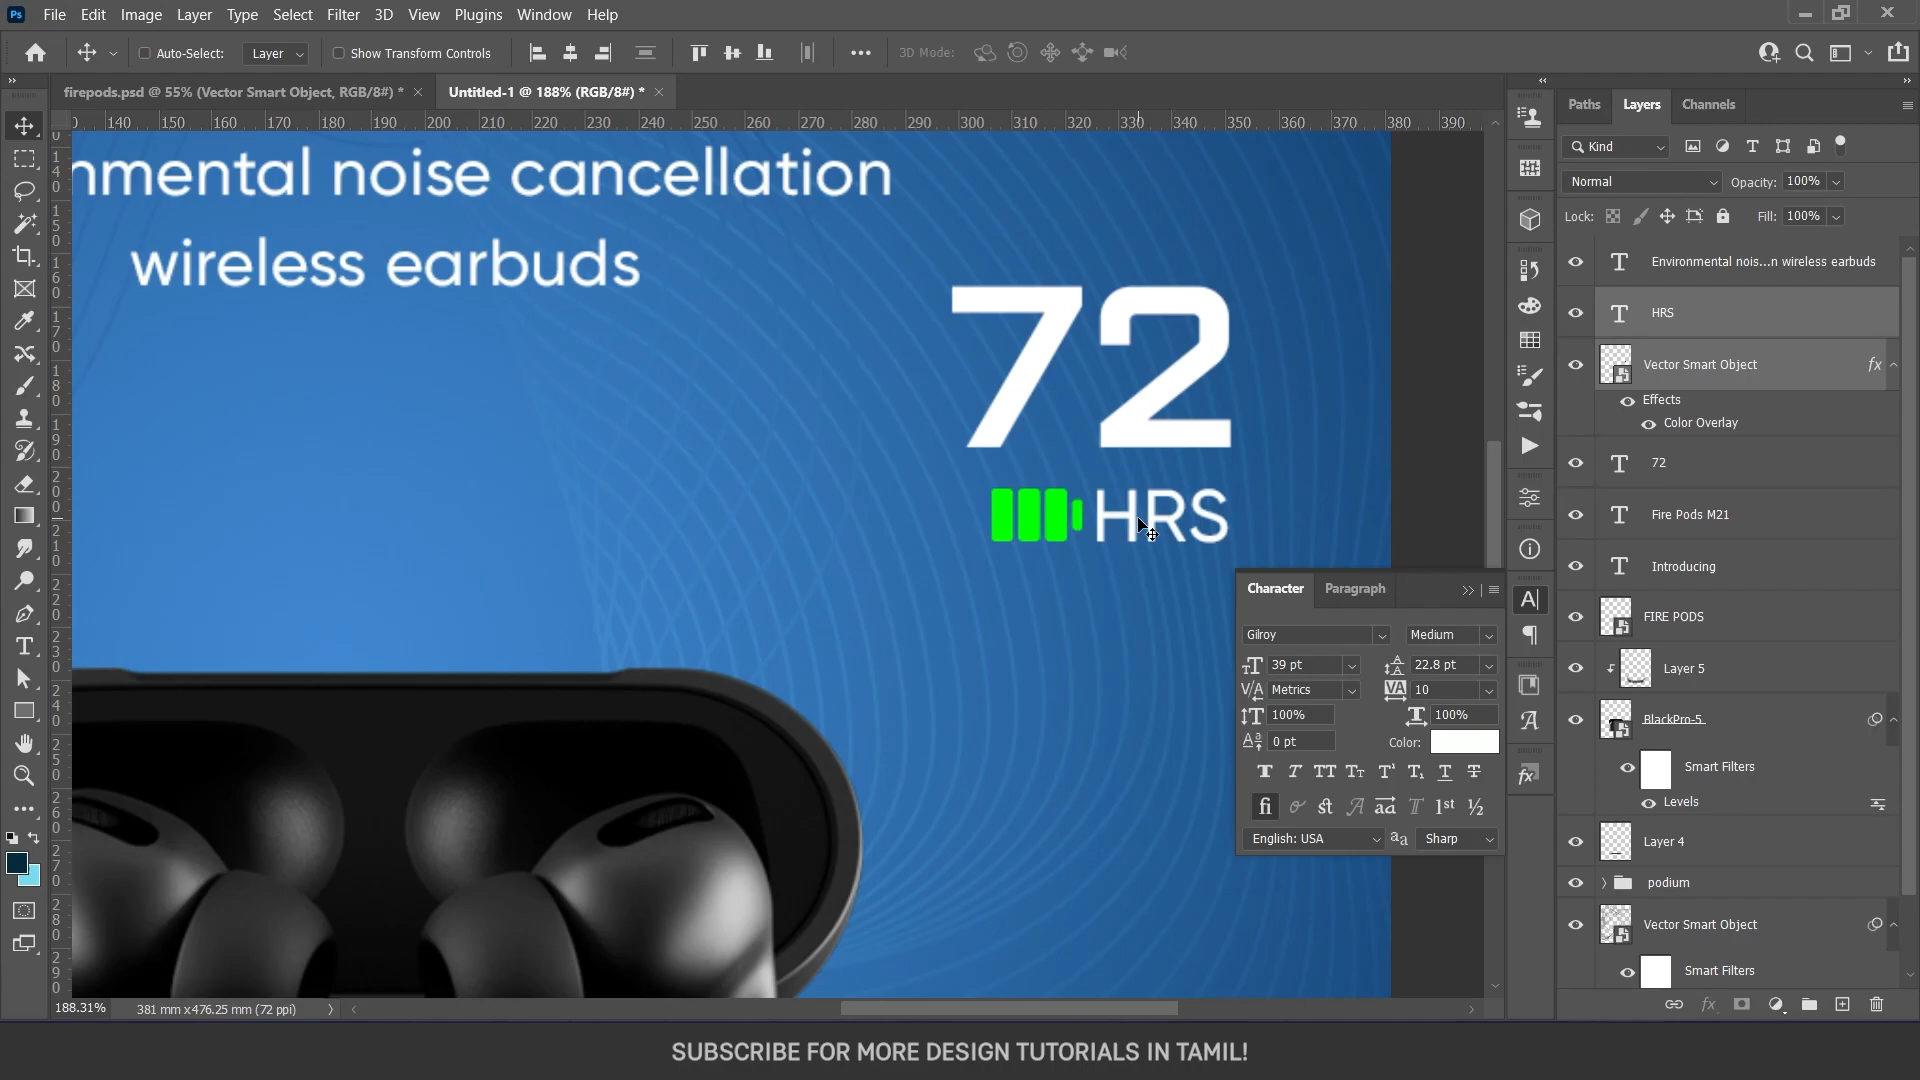 File Edit Image Layer Type Select Filter 3D View Plugins Window Help
Auto-Select: Layer Show Transform Controls 3D Mode:
firepods.psd @ 55% (Vector Smart Object, RGB/8#) * Untitled-1 @ 188% (RGB/8#) *
140 150 160 170 180 190 200 210 220 230 240 250 260 270 280 290 300 310 320 330 340 350 360 370 380 390
nmental noise cancellation
wireless earbuds
72
HRS
Paths Layers Channels
Kind
Normal Opacity: 100%
Lock: Fill: 100%
Environmental nois...n wireless earbuds
HRS
Vector Smart Object fx
Effects
Color Overlay
72
Fire Pods M21
Introducing
FIRE PODS
Layer 5
BlackPro-5
Smart Filters
Levels
Layer 4
podium
Vector Smart Object
Smart Filters
Character Paragraph
Gilroy Medium
39 pt 22.8 pt
Metrics 10
100% 100%
0 pt Color:
English: USA Sharp
188.31% 381 mm x 476.25 mm (72 ppi)
SUBSCRIBE FOR MORE DESIGN TUTORIALS IN TAMIL!